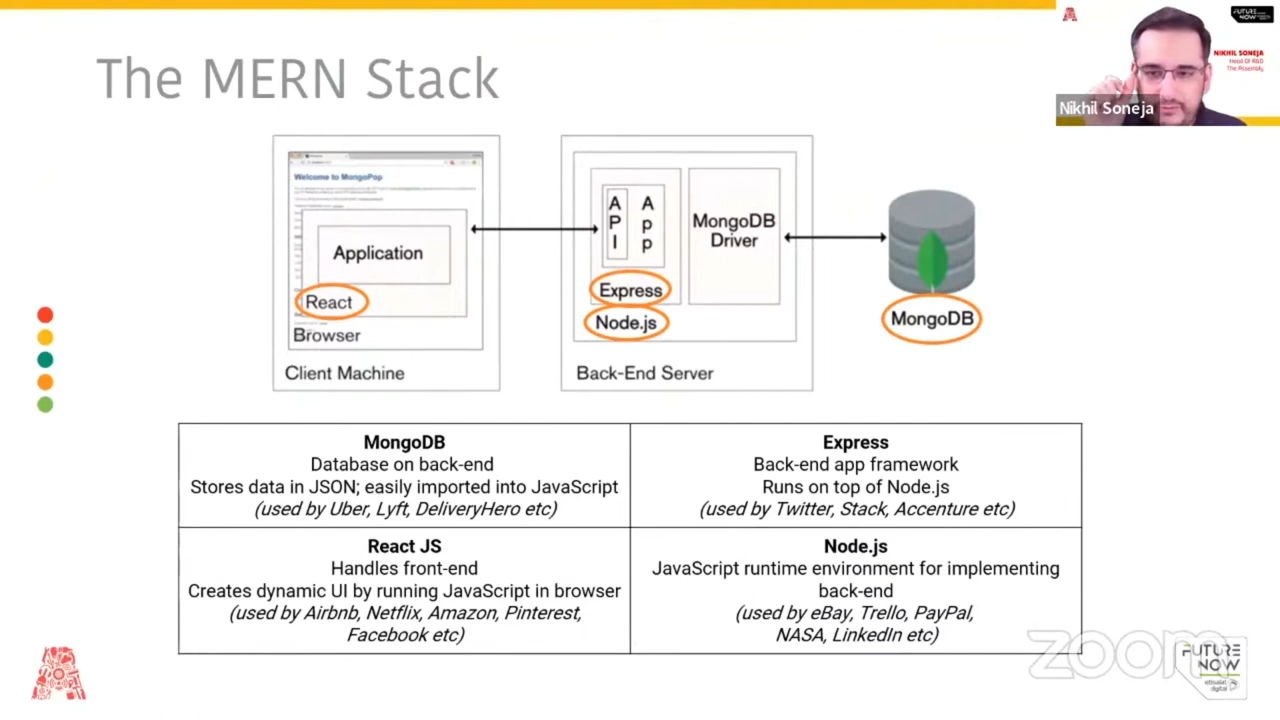 The MERN Stack
FUTURE
NOW
NIKHIL SONEJA
Head Of R&D
The Assembly
Nikhil Soneja
Welcome to MongoPop
Application
React
Browser
Client Machine
API
App
Express
Node.js
MongoDB
Driver
Back-End Server
MongoDB
MongoDB
Database on back-end
Stores data in JSON; easily imported into JavaScript
(used by Uber, Lyft, DeliveryHero etc)
Express
Back-end app framework
Runs on top of Node.js
(used by Twitter, Stack, Accenture etc)
React JS
Handles front-end
Creates dynamic UI by running JavaScript in browser
(used by Airbnb, Netflix, Amazon, Pinterest,
Facebook etc)
Node.js
JavaScript runtime environment for implementing
back-end
(used by eBay, Trello, PayPal,
NASA, LinkedIn etc)
zoom
FUTURE
NOW
etisalat
digital